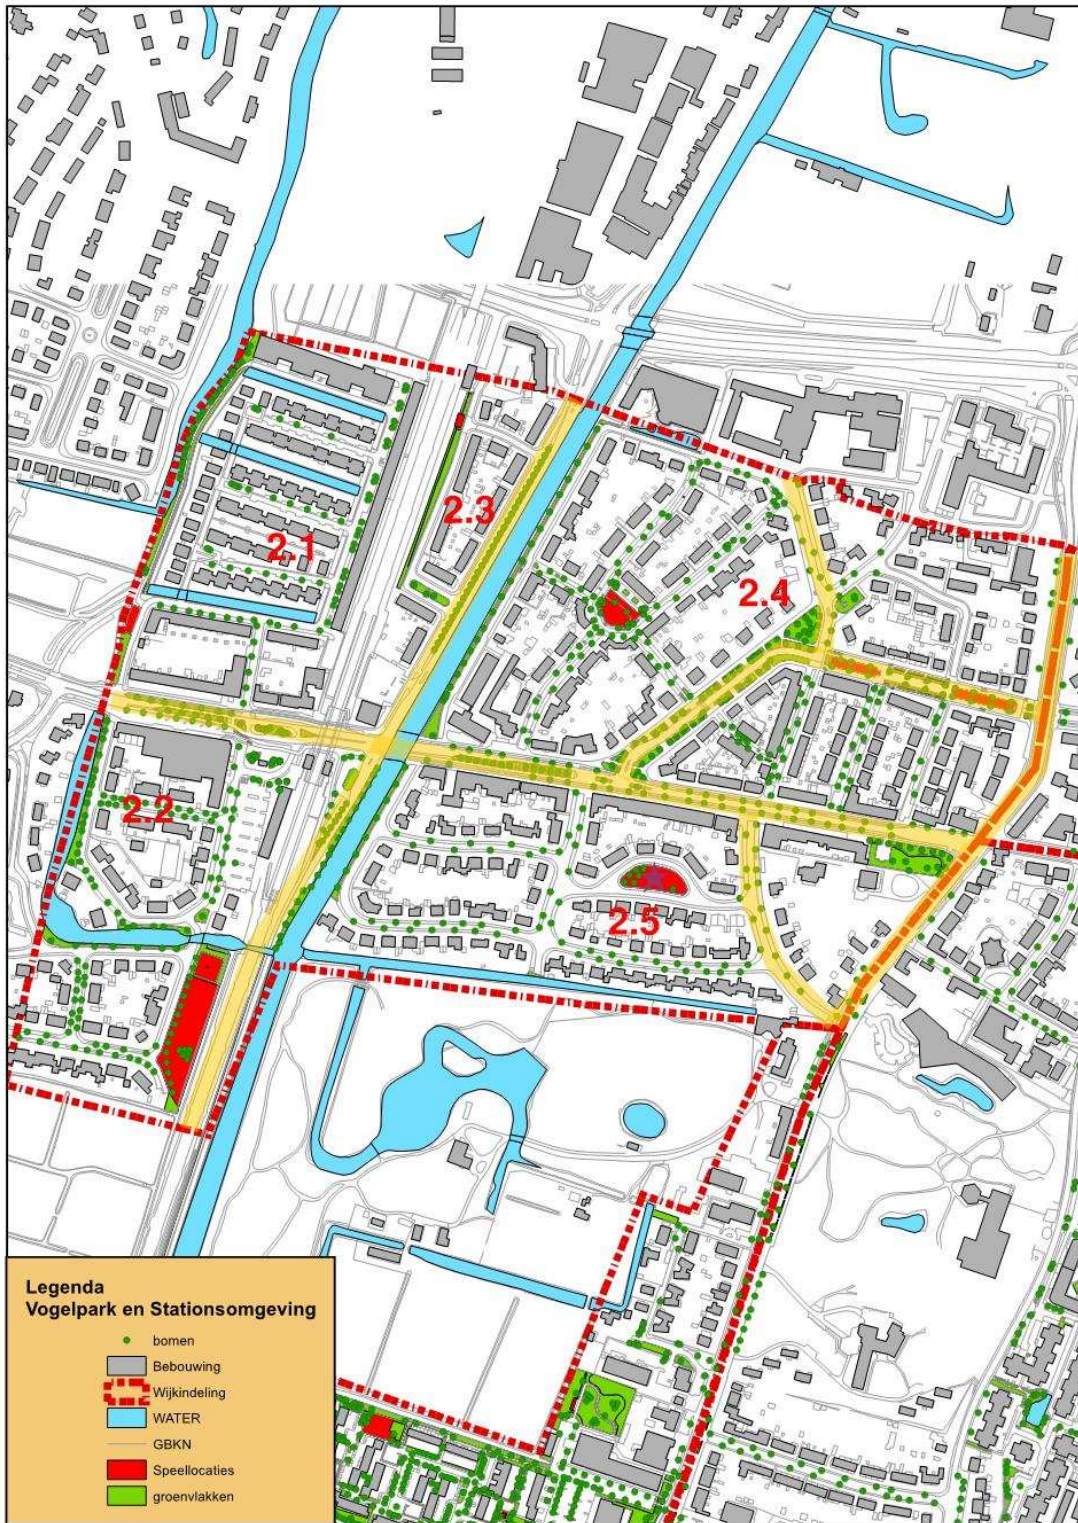 2.3
2.1
2.4
2.2
2.5
Legenda
Vogelpark en Stationsomgeving
bomen
Bebouwing
Wijkindeling
WATER
GBKN
Speellocaties
groenvlakken